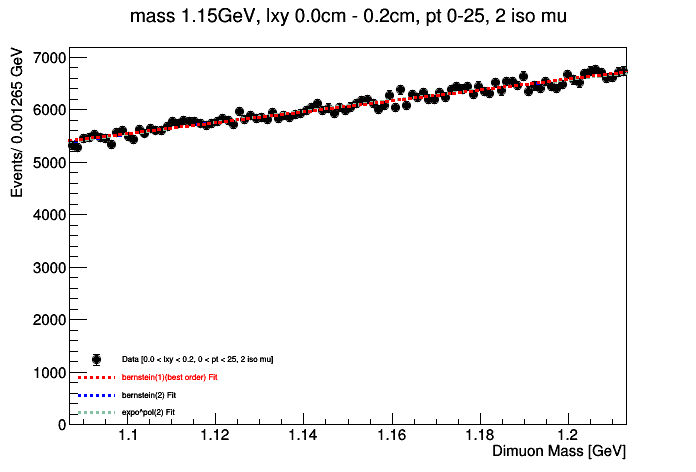 mass 1.15GeV, lxy 0.0cm - 0.2cm, pt 0-25, 2 iso mu
Events/ 0.001265 GeV
7000
6000
5000
4000
3000
2000
1000
0
Data [0.0 < lxy < 0.2, 0 < pt < 25, 2 iso mu]
bernstein(1)(best order) Fit
bernstein(2) Fit
expo^pol(2) Fit
1.1 1.12 1.14 1.16 1.18 1.2
Dimuon Mass [GeV]